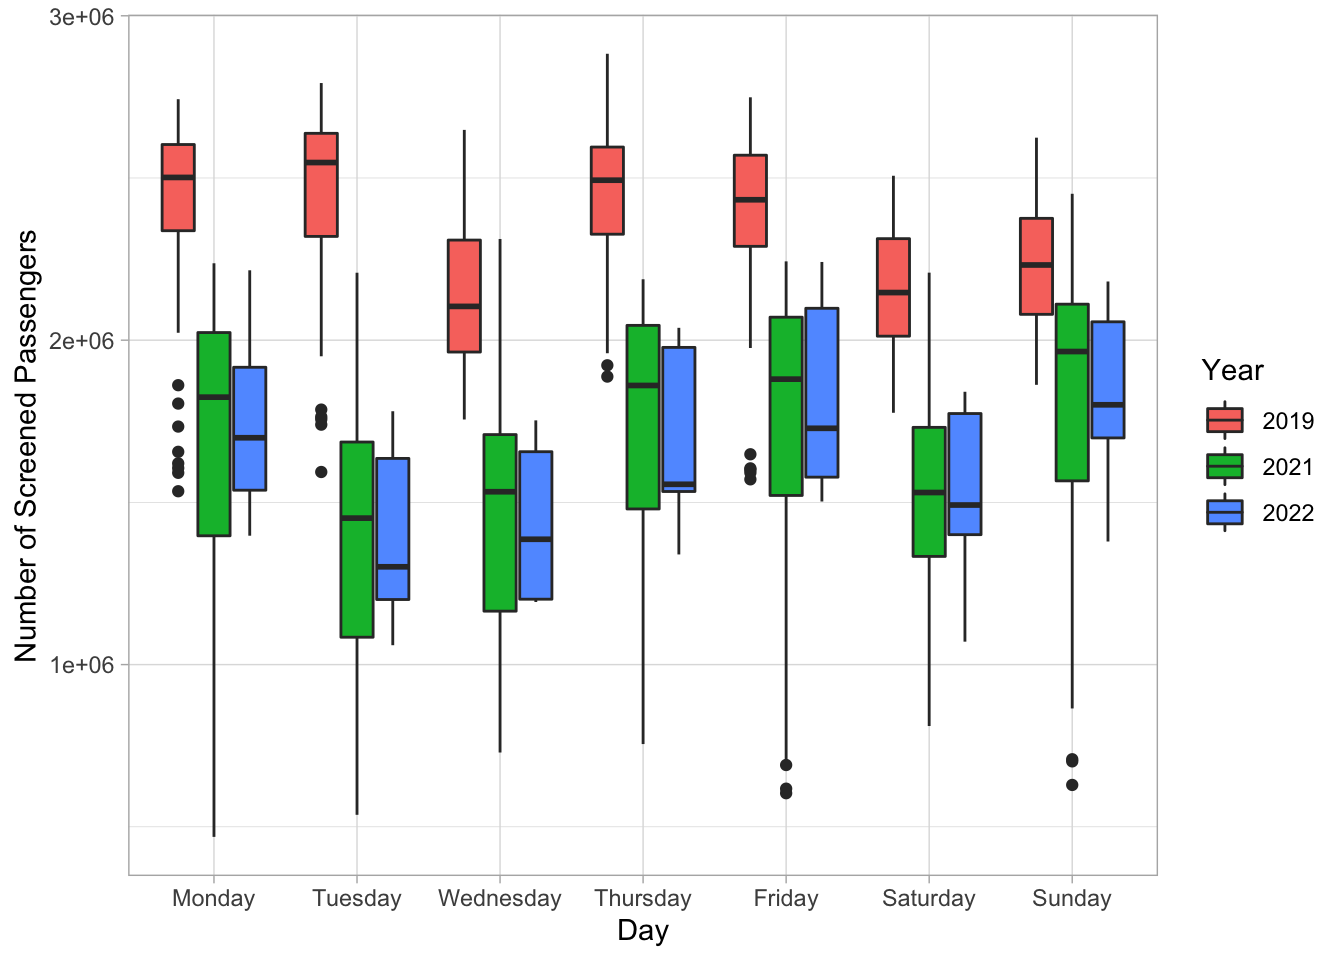 Number of Screened Passengers
3e+06
2e+06
1e+06
Monday Tuesday Wednesday Thursday Friday Saturday Sunday
Day
Year
2019
2021
2022